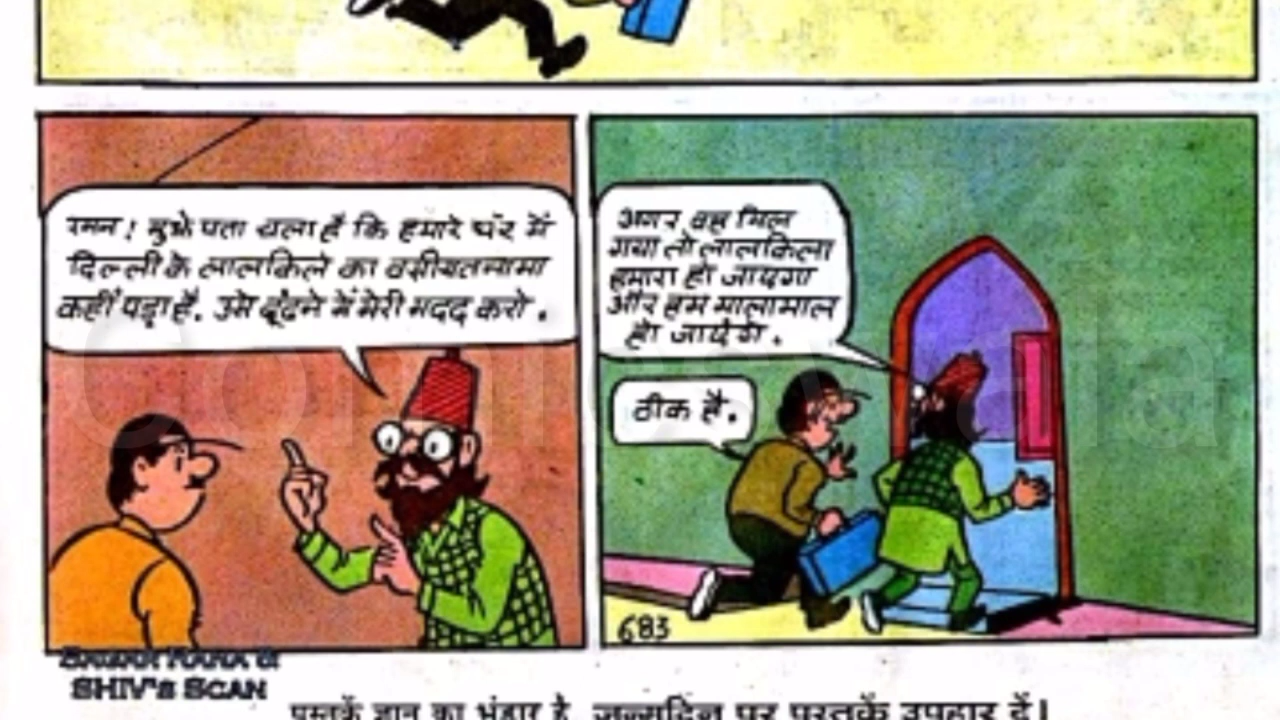 रमन! मुझे पता चला है कि हमारे घर में
दिल्ली के लालकिले का वसीयतनामा
कहीं पड़ा है. उसे ढूंढने में मेरी मदद करो.
अगर वह मिल
गया तो लालकिला
हमारा हो जायेगा
और हम मालामाल
हो जायेंगे.
ठीक है.
683
SHIV'S SCAN
पुस्तकें ज्ञान का भंडार है, जन्मदिन पर पुस्तकें उपहार दें!